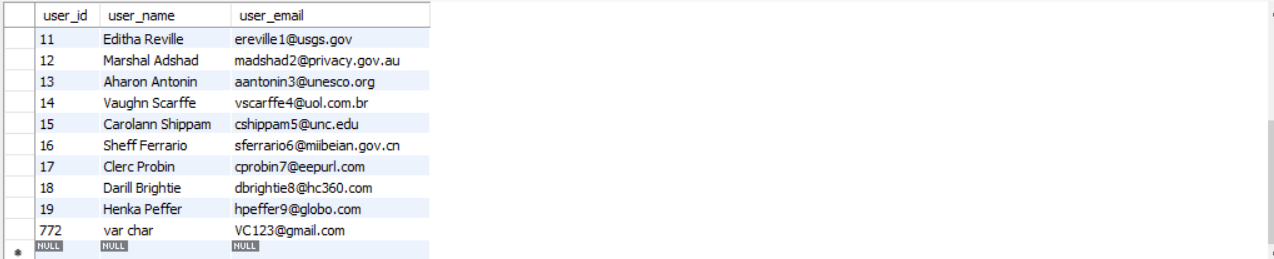 user_id user_name user_email
11 Editha Reville ereville1@usgs.gov
12 Marshal Adshad madshad2@privacy.gov.au
13 Aharon Antonin aantonin3@unesco.org
14 Vaughn Scarffe vscarffe4@uol.com.br
15 Carolann Shippam cshippam5@unc.edu
16 Sheff Ferrario sferrario6@miibeian.gov.cn
17 Clerc Probin cprobin7@eepurl.com
18 Darill Brightie dbrightie8@hc360.com
19 Henka Peffer hpeffer9@globo.com
772 var char VC123@gmail.com
NULL NULL NULL